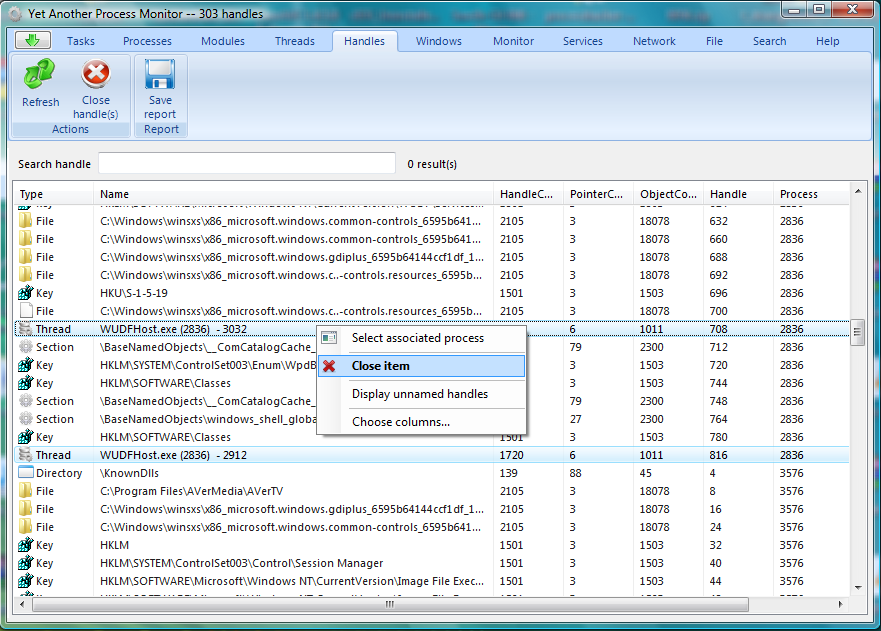 Yet Another Process Monitor -- 303 handles
Tasks Processes Modules Threads Handles Windows Monitor Services Network File Search Help
Refresh Close handle(s) Save report
Actions Report
Search handle 0 result(s)
Type Name HandleC... PointerC... ObjectCo... Handle Process
File C:\Windows\winsxs\x86_microsoft.windows.common-controls_6595b641... 2105 3 18078 632 2836
File C:\Windows\winsxs\x86_microsoft.windows.common-controls_6595b641... 2105 3 18078 660 2836
File C:\Windows\winsxs\x86_microsoft.windows.gdiplus_6595b64144ccf1df_1... 2105 3 18078 688 2836
File C:\Windows\winsxs\x86_microsoft.windows.c..-controls.resources_6595b... 2105 3 18078 692 2836
Key HKU\S-1-5-19 1501 3 1503 696 2836
File C:\Windows\winsxs\x86_microsoft.windows.c..-controls.resources_6595b... 2105 3 18078 700 2836
Thread WUDFHost.exe (2836) - 3032 6 1011 708 2836
Section \BaseNamedObjects\__ComCatalogCache_ 79 2300 712 2836
Key HKLM\SYSTEM\ControlSet003\Enum\WpdB 3 1503 720 2836
Key HKLM\SOFTWARE\Classes 3 1503 744 2836
Section \BaseNamedObjects\__ComCatalogCache_ 79 2300 748 2836
Section \BaseNamedObjects\windows_shell_globa 27 2300 764 2836
Key HKLM\SOFTWARE\Classes 1501 3 1503 780 2836
Thread WUDFHost.exe (2836) - 2912 1720 6 1011 816 2836
Directory \KnownDlls 139 88 45 4 3576
File C:\Program Files\AVerMedia\AVerTV 2105 3 18078 8 3576
File C:\Windows\winsxs\x86_microsoft.windows.gdiplus_6595b64144ccf1df_1... 2105 3 18078 16 3576
File C:\Windows\winsxs\x86_microsoft.windows.common-controls_6595b641... 2105 3 18078 24 3576
Key HKLM 1501 3 1503 32 3576
Key HKLM\SYSTEM\ControlSet003\Control\Session Manager 1501 3 1503 40 3576
Key HKLM\SOFTWARE\Microsoft\Windows NT\CurrentVersion\Image File Exec... 1501 3 1503 44 3576
Select associated process
Close item
Display unnamed handles
Choose columns...